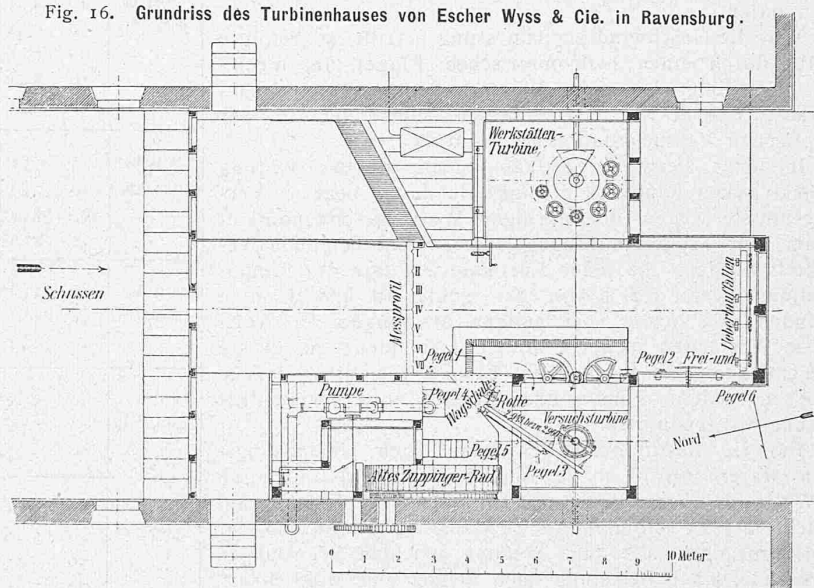 Fig. 16. Grundriss des Turbinenhauses von Escher Wyss & Cie. in Ravensburg.
Werkstätten-
Turbine
Schussen
Messprofil
I
II
III
IV
V
VI
VII
Ueberlauffallen
Pegel 1
Pegel 2
Frei- und
Pegel 6
Pumpe
Pegel 4
Wagschale
Rolle
Versuchsturbine
Nord
Pegel 5
Pegel 3
Altes Zuppinger-Rad
0 1 2 3 4 5 6 7 8 9 10 Meter